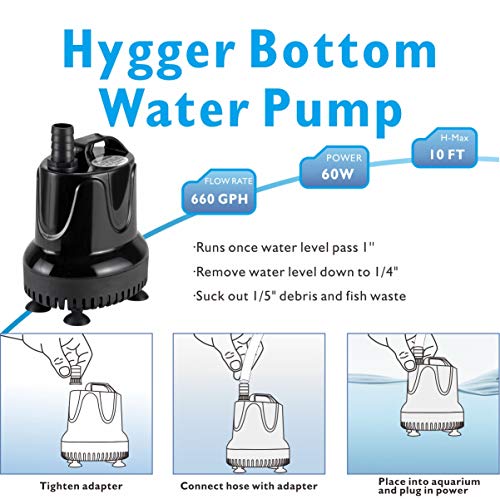 Hygger Bottom
Water Pump
H-Max
10 FT
POWER
60W
FLOW RATE
660 GPH
·Runs once water level pass 1"
·Remove water level down to 1/4"
·Suck out 1/5" debris and fish waste
Tighten adapter
Connect hose with adapter
Place into aquarium
and plug in power